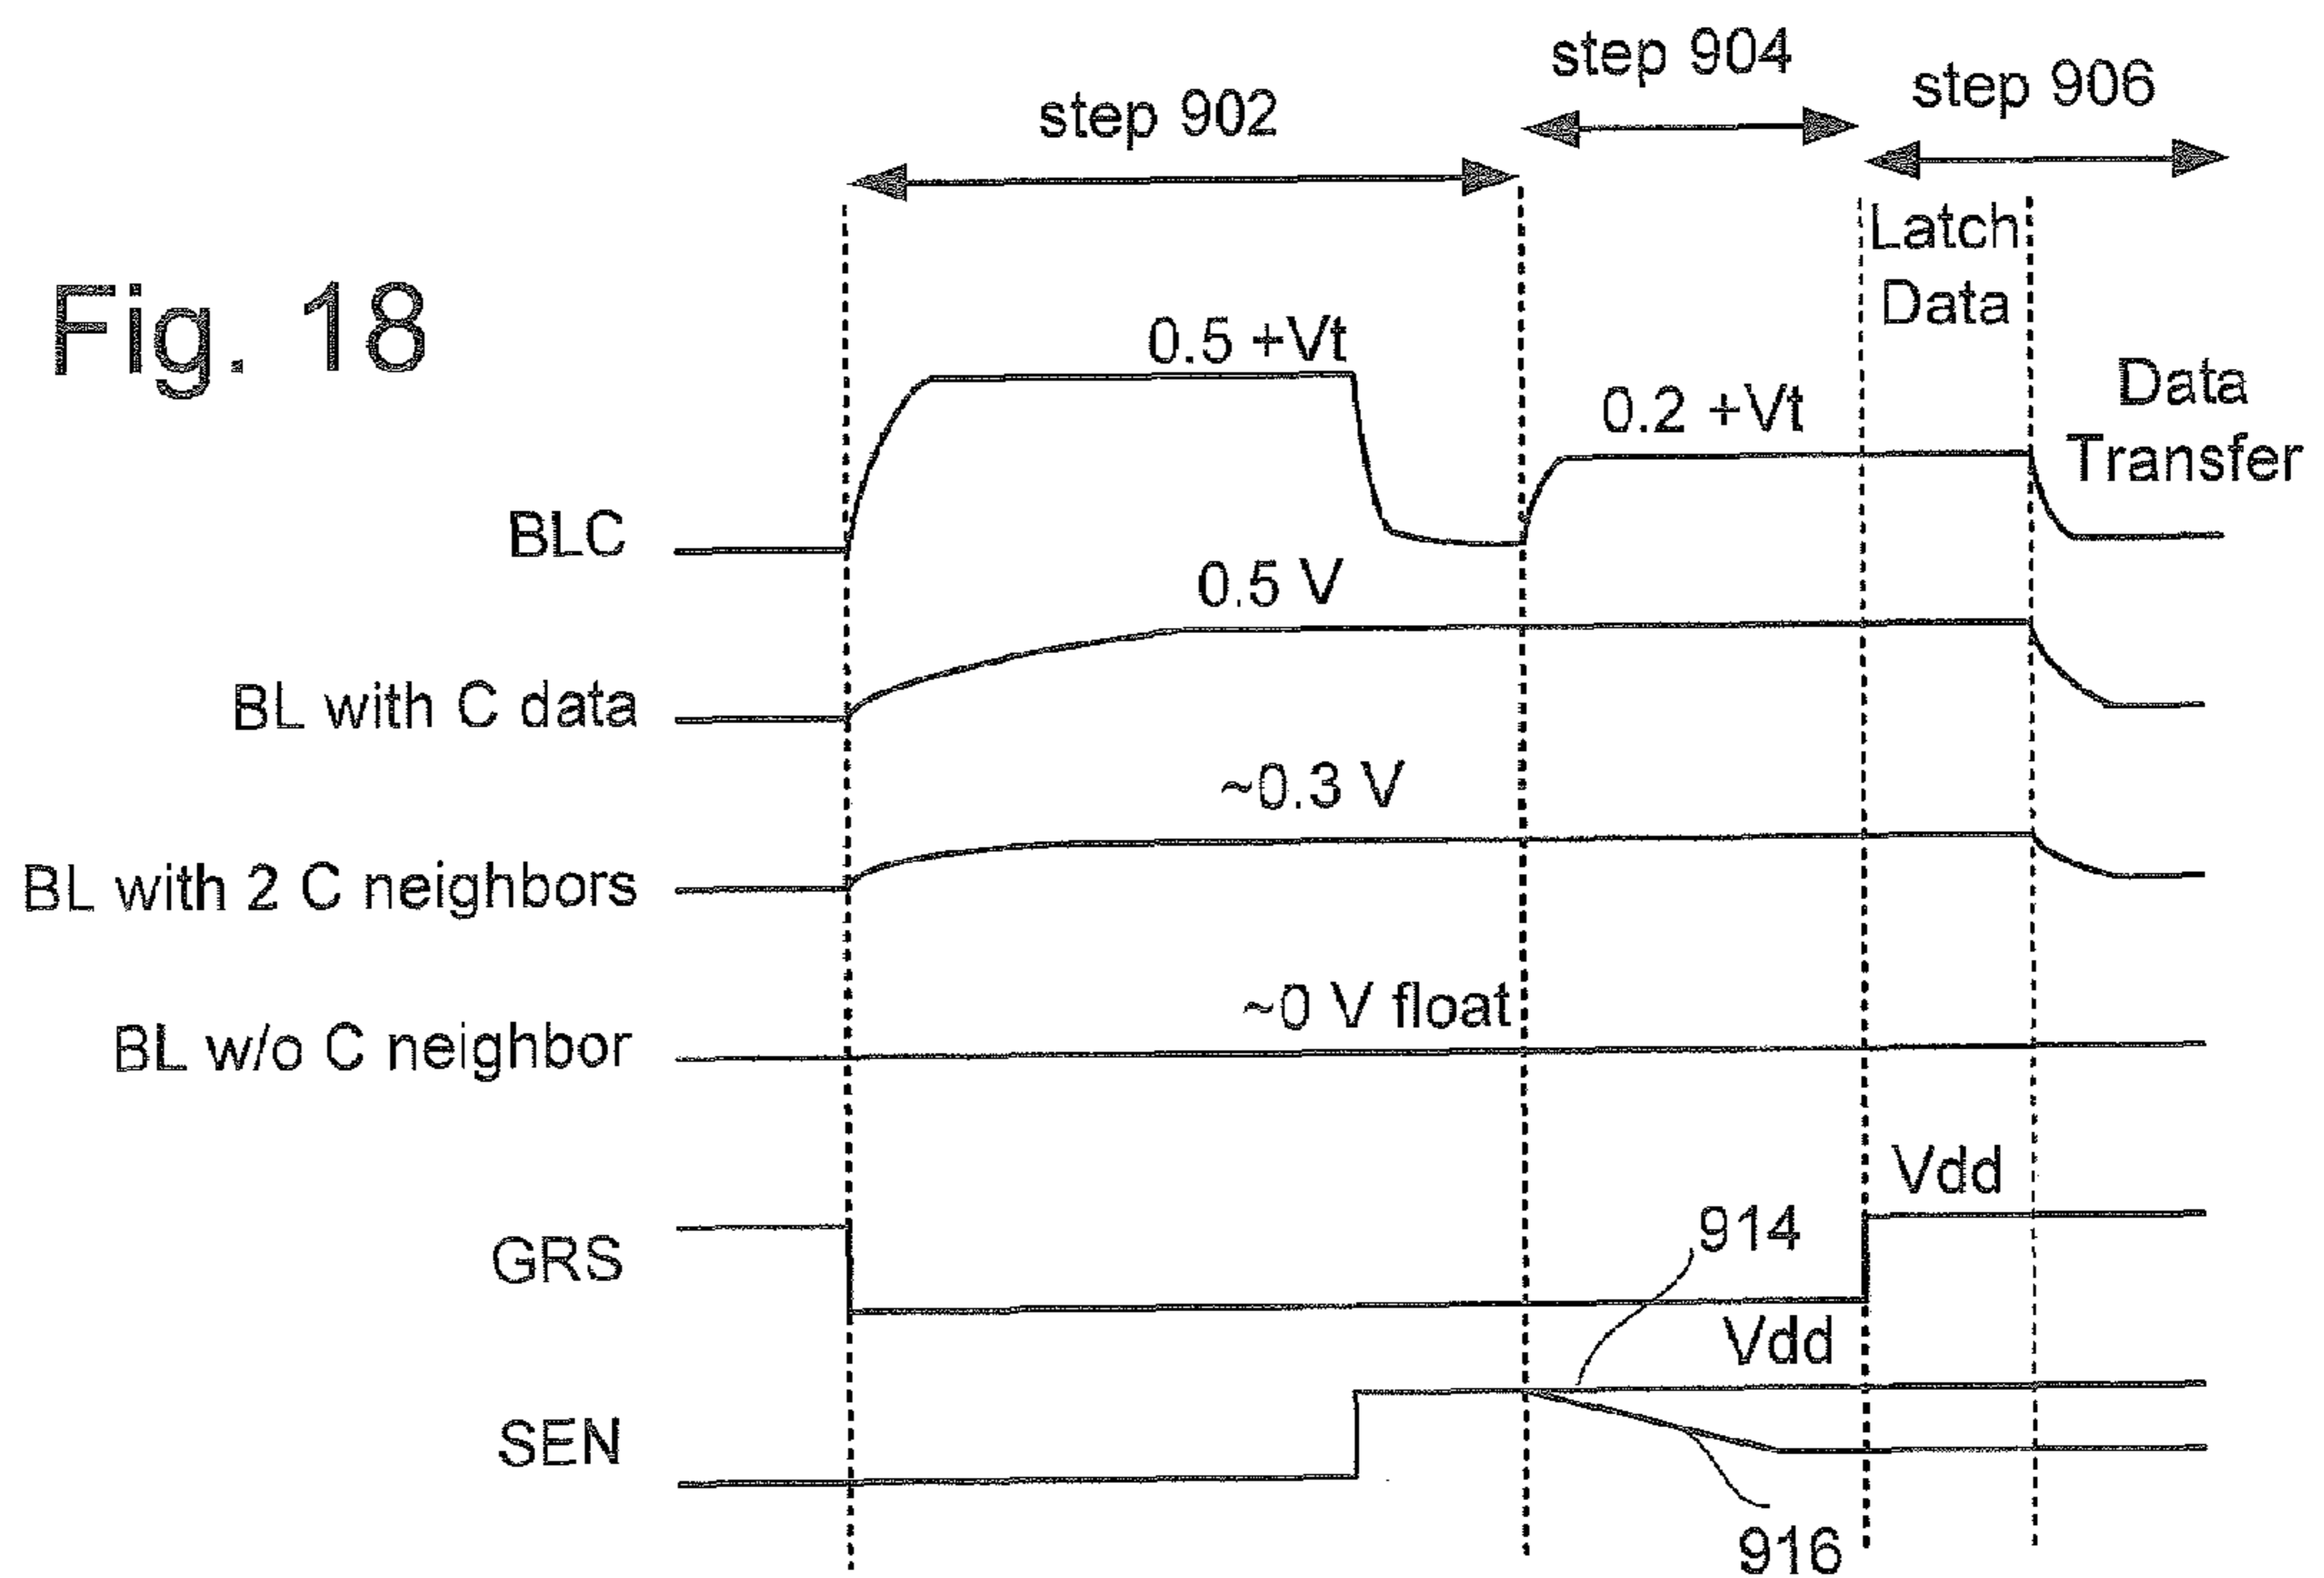 step 902
step 904
step 906
Latch
Data
Fig. 18
0.5 +Vt
0.2 +Vt
Data
Transfer
BLC
0.5 V
BL with C data
~0.3 V
BL with 2 C neighbors
~0 V float
BL w/o C neighbor
Vdd
914
GRS
Vdd
SEN
916